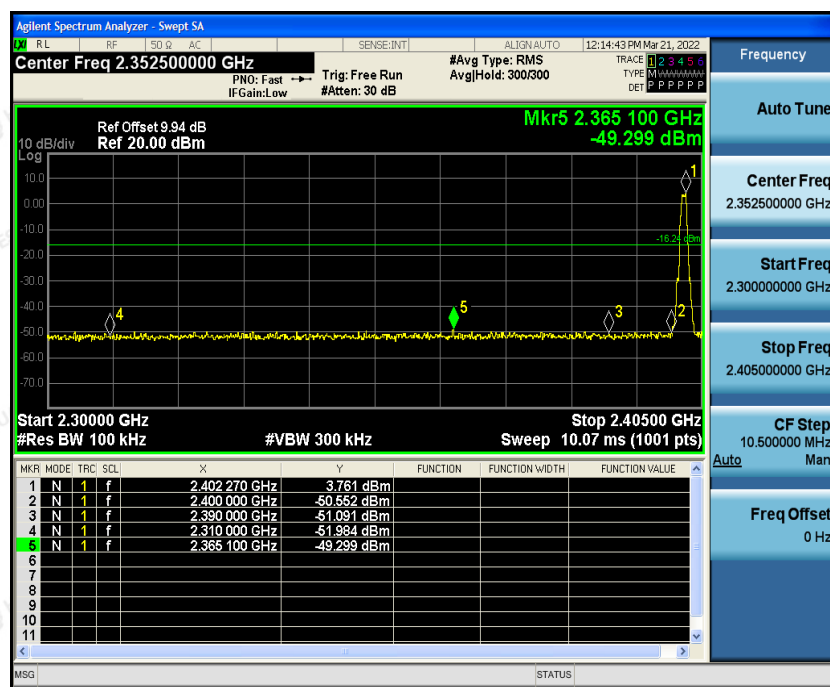 Agilent Spectrum Analyzer - Swept SA
LXI RL RF 50 Ω AC SENSE:INT ALIGN AUTO 12:14:43 PM Mar 21, 2022
Center Freq 2.352500000 GHz
PNO: Fast
IFGain:Low
Trig: Free Run
#Atten: 30 dB
#Avg Type: RMS
Avg|Hold: 300/300
TRACE 1 2 3 4 5 6
TYPE M
DET P P P P P P
Ref Offset 9.94 dB
10 dB/div Ref 20.00 dBm
Log
Mkr5 2.365 100 GHz
-49.299 dBm
10.0
0.00
-10.0
-20.0
-30.0
-40.0
-50.0
-60.0
-70.0
-16.24 dBm
1
4
5
3
2
Start 2.30000 GHz
Stop 2.40500 GHz
#Res BW 100 kHz
#VBW 300 kHz
Sweep 10.07 ms (1001 pts)
MKR MODE TRC SCL X Y FUNCTION FUNCTION WIDTH FUNCTION VALUE
1 N 1 f 2.402 270 GHz 3.761 dBm
2 N 1 f 2.400 000 GHz -50.552 dBm
3 N 1 f 2.390 000 GHz -51.091 dBm
4 N 1 f 2.310 000 GHz -51.984 dBm
5 N 1 f 2.365 100 GHz -49.299 dBm
6
7
8
9
10
11
MSG
STATUS
Frequency
Auto Tune
Center Freq
2.352500000 GHz
Start Freq
2.300000000 GHz
Stop Freq
2.405000000 GHz
CF Step
10.500000 MHz
Auto Man
Freq Offset
0 Hz